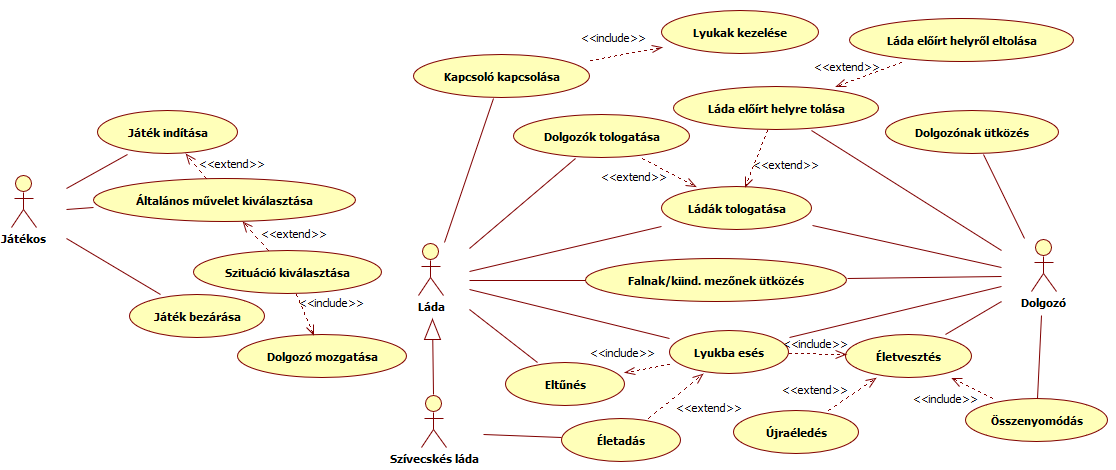 Lyukak kezelése
<<include>>
Láda előírt helyről eltolása
Kapcsoló kapcsolása
<<extend>>
Láda előírt helyre tolása
Játék indítása
Dolgozók tologatása
Dolgozónak ütközés
<<extend>>
<<extend>>
<<extend>>
Általánosművelet kiválasztása
Ládák tologatása
Játékos
<<extend>>
Szituáció kiválasztása
Falnak/kiind. mezőnek ütközés
<<include>>
Láda
Dolgozó
Játék bezárása
Dolgozó mozgatása
<<include>>
Lyukba esés
<<include>>
Életvesztés
Eltűnés
<<extend>>
<<include>>
<<extend>>
Összenyomódás
Életadás
Újraéledés
Szívecskés láda